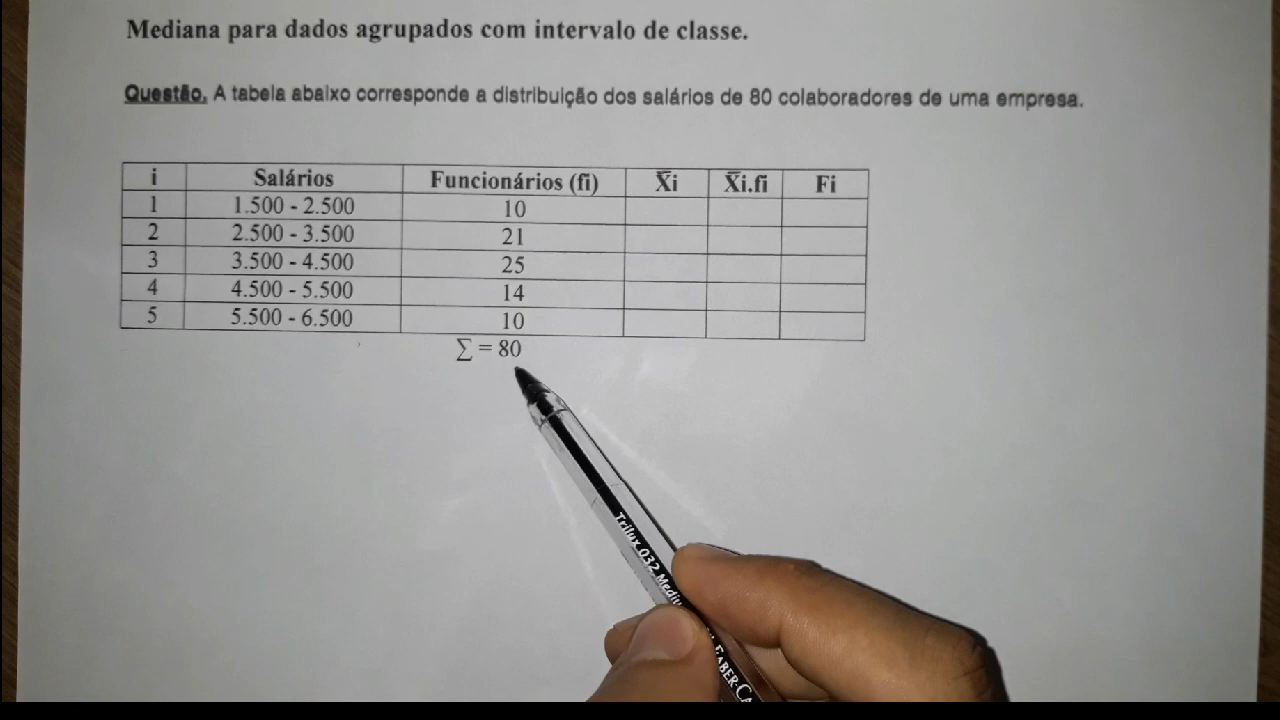 Mediana para dados agrupados com intervalo de classe.
Questão. A tabela abaixo corresponde a distribuição dos salários de 80 colaboradores de uma empresa.
i Salários Funcionários (fi) X̅i X̅i.fi Fi
1 1.500 - 2.500 10
2 2.500 - 3.500 21
3 3.500 - 4.500 25
4 4.500 - 5.500 14
5 5.500 - 6.500 10
∑ = 80
Trilux 032